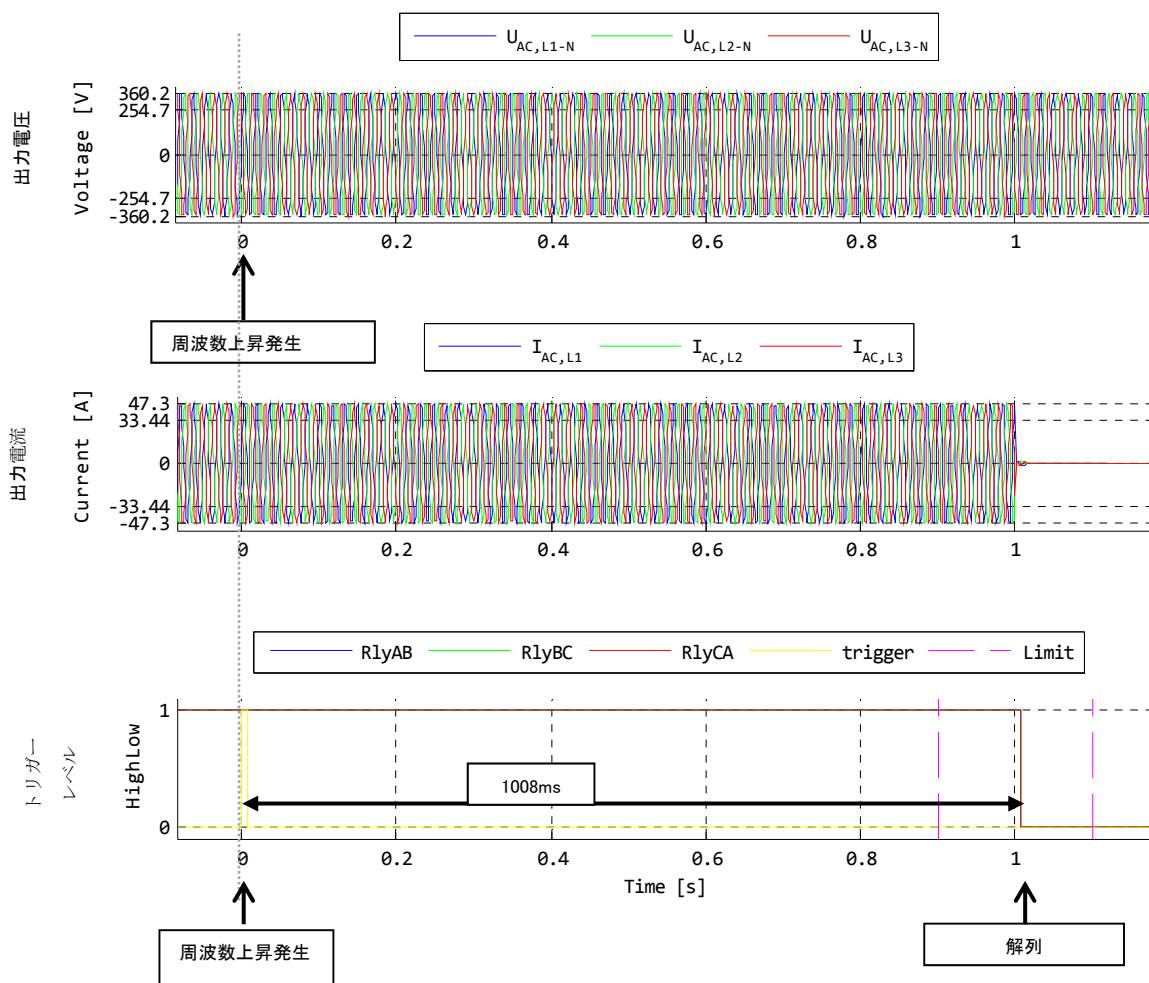 U_AC,L1-N U_AC,L2-N U_AC,L3-N
出力電圧
Voltage [V]
360.2
254.7
0
-254.7
-360.2
0 0.2 0.4 0.6 0.8 1
周波数上昇発生
I_AC,L1 I_AC,L2 I_AC,L3
出力電流
Current [A]
47.3
33.44
0
-33.44
-47.3
0 0.2 0.4 0.6 0.8 1
RlyAB RlyBC RlyCA trigger Limit
トリガー
レベル
HighLow
1
1008ms
0
0 0.2 0.4 0.6 0.8 1
Time [s]
周波数上昇発生
解列